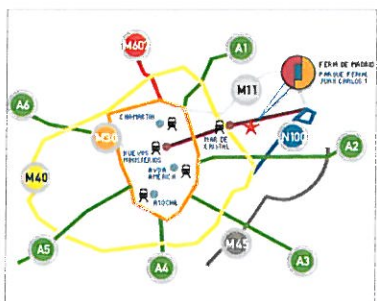 M607
A1
FERIA DE MADRID
PARQUE FERIAL
JUAN CARLOS I
M11
A6
CHAMARTIN
M30
MAR DE
CRISTAL
N100
NUEVOS
MINISTERIOS
A2
M40
AVDA
AMERICA
ATOCHA
M45
A5
A4
A3